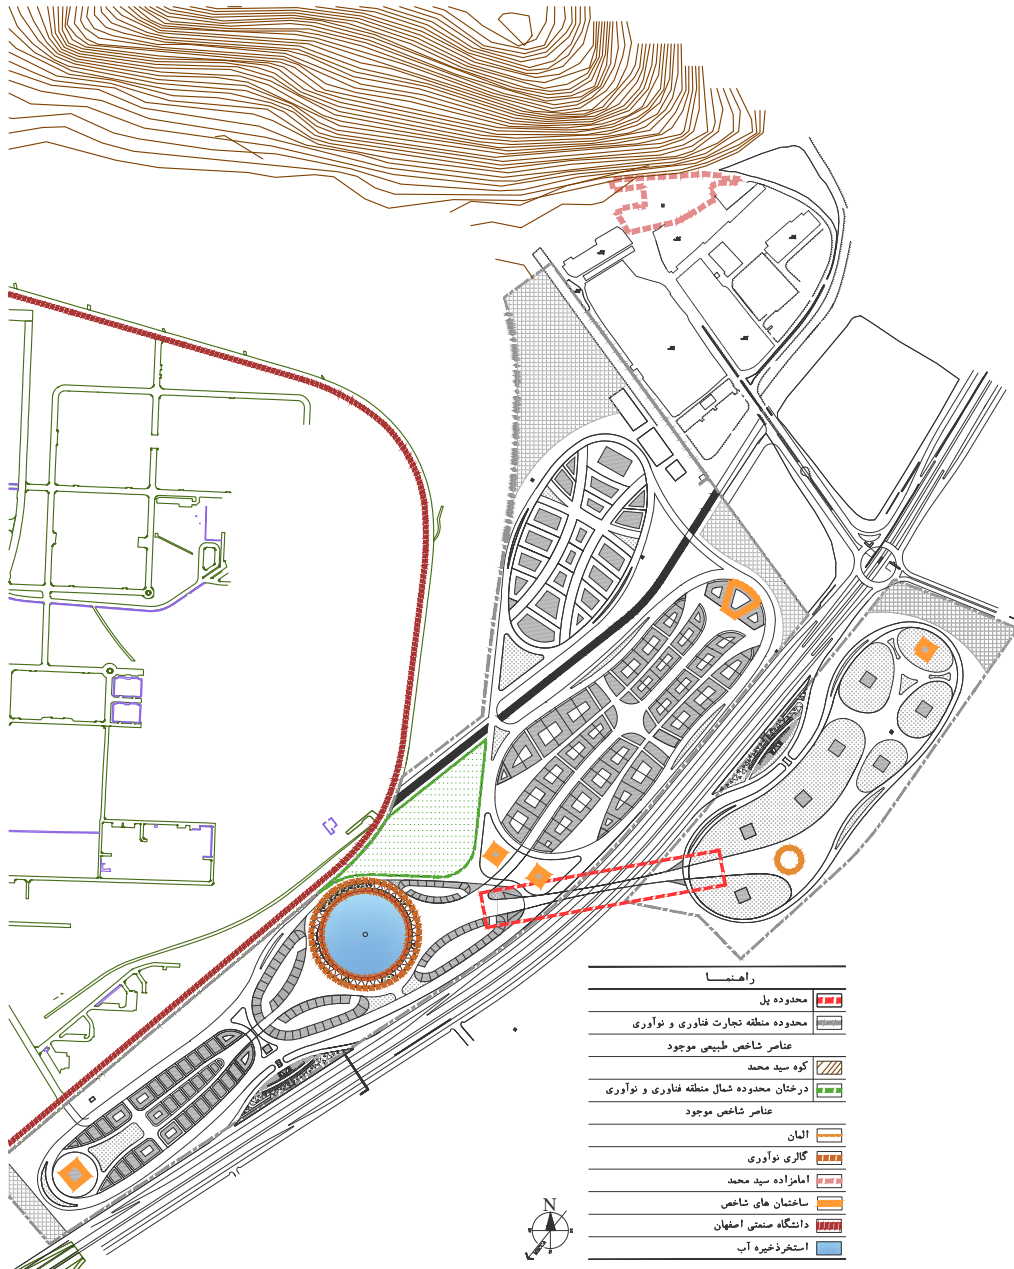 راهـنمـــــا
محدوده پل
محدوده منطقه تجارت فناوری و نوآوری
عناصر شاخص طبیعی موجود
کوه سید محمد
درختان محدوده شمال منطقه فناوری و نوآوری
عناصر شاخص موجود
المان
گالری نوآوری
امامزاده سید محمد
ساختمان های شاخص
دانشگاه صنعتی اصفهان
استخرذخیره آب
N